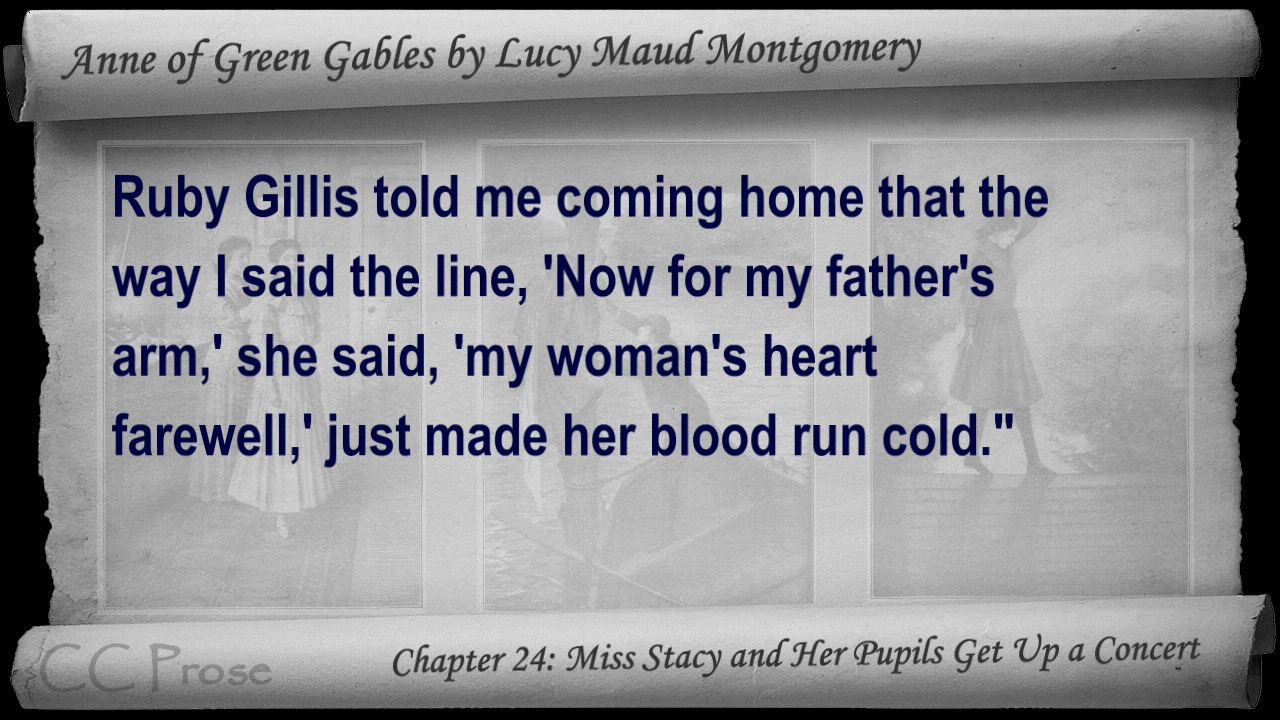 Anne of Green Gables by Lucy Maud Montgomery
Ruby Gillis told me coming home that the
way I said the line, 'Now for my father's
arm,' she said, 'my woman's heart
farewell,' just made her blood run cold."
CC Prose
Chapter 24: Miss Stacy and Her Pupils Get Up a Concert